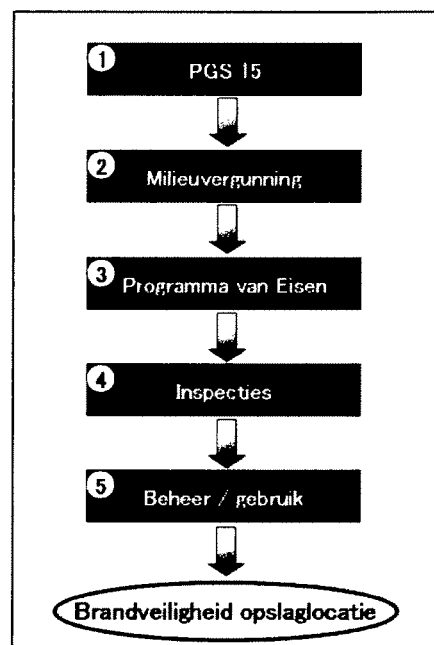 1
PGS 15
2
Milieuvergunning
3
Programma van Eisen
4
Inspecties
5
Beheer / gebruik
Brandveiligheid opslaglocatie